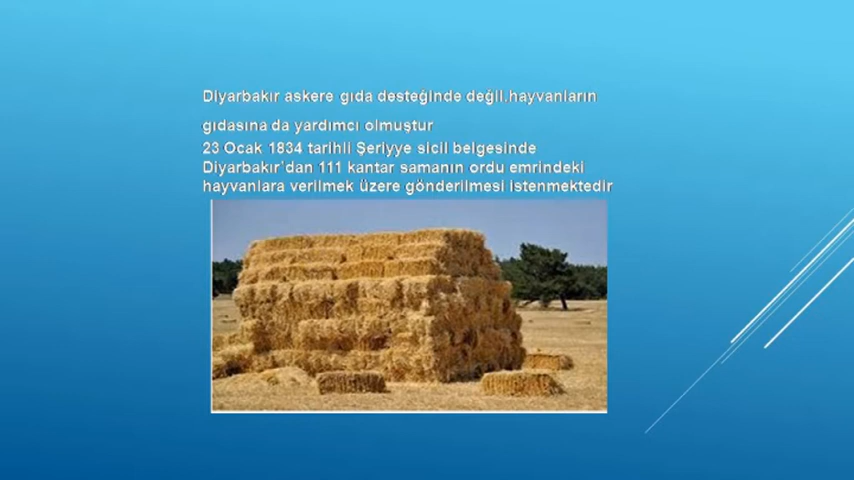 Diyarbakır askere gıda desteğinde değil.hayvanların
gıdasına da yardımcı olmuştur
23 Ocak 1834 tarihli Şeriyye sicil belgesinde
Diyarbakır'dan 111 kantar samanın ordu emrindeki
hayvanlara verilmek üzere gönderilmesi istenmektedir